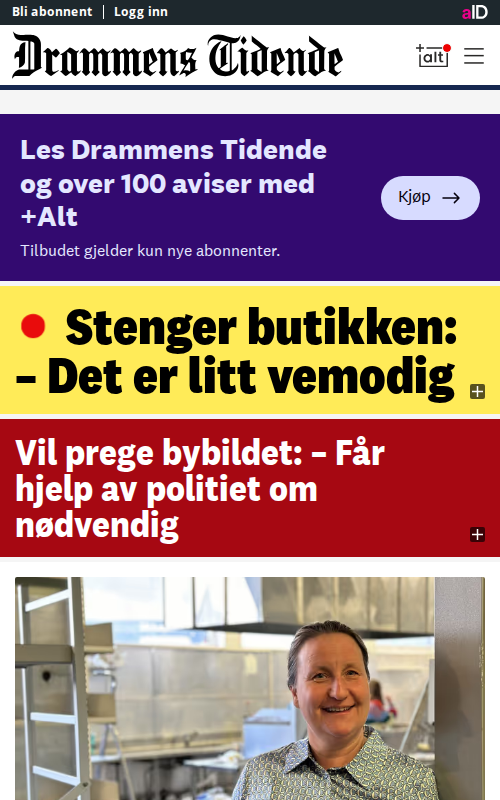 Bli abonnent
Logg inn
aID
Drammens Tidende
+alt
Les Drammens Tidende
og over 100 aviser med
+Alt
Kjøp
Tilbudet gjelder kun nye abonnenter.
Stenger butikken:
– Det er litt vemodig
Vil prege bybildet: – Får
hjelp av politiet om
nødvendig